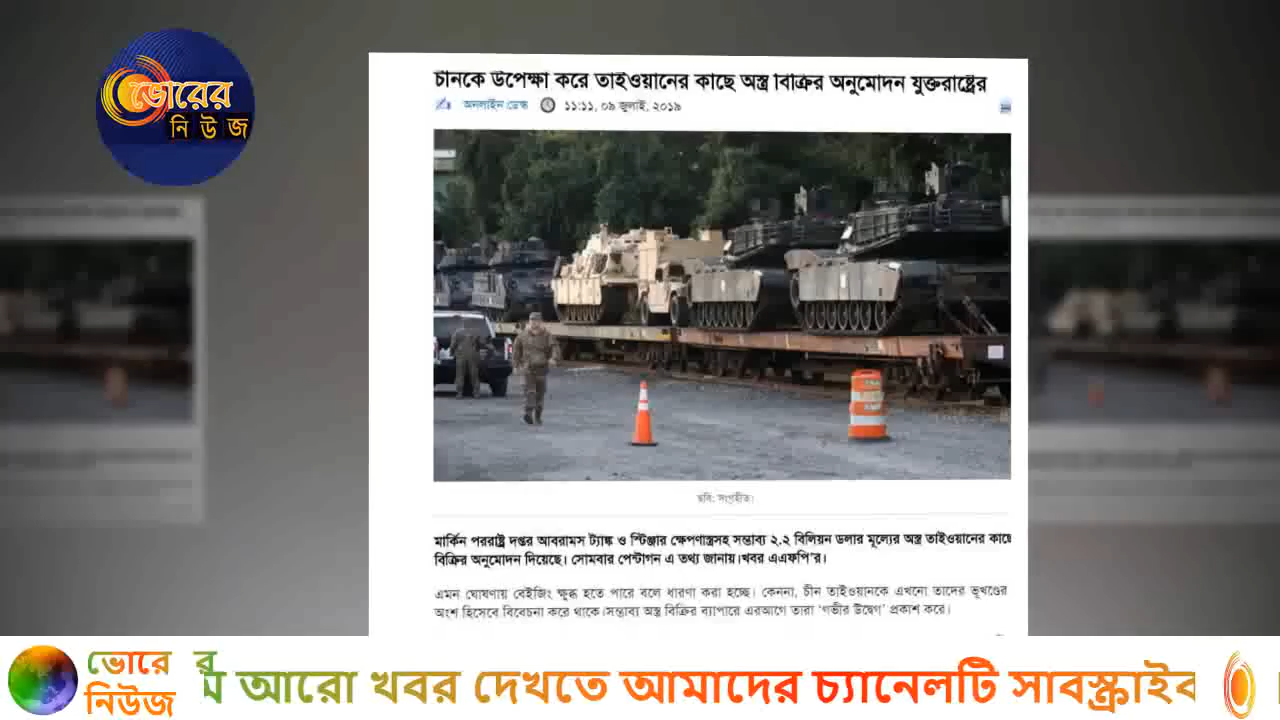 ভোরের
নিউজ
চীনকে উপেক্ষা করে তাইওয়ানের কাছে অস্ত্র বিক্রির অনুমোদন যুক্তরাষ্ট্রের
অনলাইন ডেস্ক ১১:১১, ০৯ জুলাই, ২০১৯
ছবি: সংগৃহীত।
মার্কিন পররাষ্ট্র দপ্তর আবরামস ট্যাঙ্ক ও স্টিঞ্জার ক্ষেপণাস্ত্রসহ সম্ভাব্য ২.২ বিলিয়ন ডলার মূল্যের অস্ত্র তাইওয়ানের কাছে
বিক্রির অনুমোদন দিয়েছে। সোমবার পেন্টাগন এ তথ্য জানায়।খবর এএফপি'র।
এমন ঘোষণায় বেইজিং ক্ষুব্ধ হতে পারে বলে ধারণা করা হচ্ছে। কেননা, চীন তাইওয়ানকে এখনো তাদের ভূখণ্ডের
অংশ হিসেবে বিবেচনা করে থাকে।সম্ভাব্য অস্ত্র বিক্রির ব্যাপারে এরআগে তারা 'গভীর উদ্বেগ' প্রকাশ করে।
ভোরের
নিউজ
আরো খবর দেখতে আমাদের চ্যানেলটি সাবস্ক্রাইব